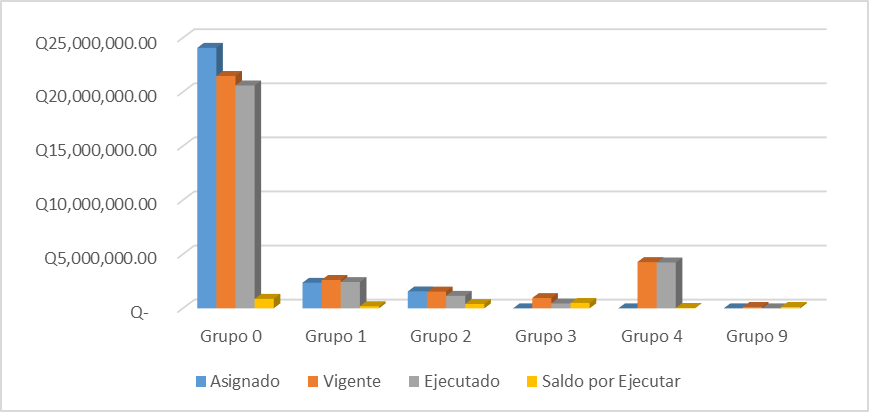 Q25,000,000.00
Q20,000,000.00
Q15,000,000.00
Q10,000,000.00
Q5,000,000.00
Q-
Grupo 0 Grupo 1 Grupo 2 Grupo 3 Grupo 4 Grupo 9
Asignado Vigente Ejecutado Saldo por Ejecutar